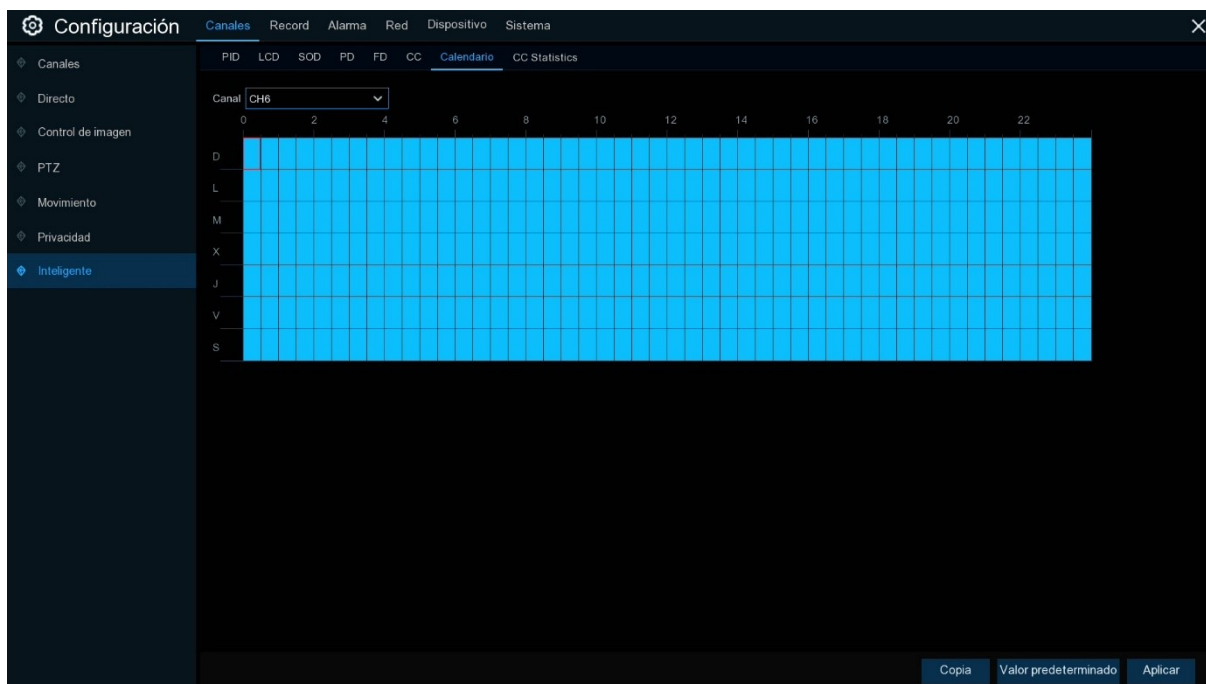 Configuración Canales Record Alarma Red Dispositivo Sistema
PID LCD SOD PD FD CC Calendario CC Statistics
Canales
Directo
Control de imagen
PTZ
Movimiento
Privacidad
Inteligente
Canal CH6
0 2 4 6 8 10 12 14 16 18 20 22
D
L
M
X
J
V
S
Copia Valor predeterminado Aplicar